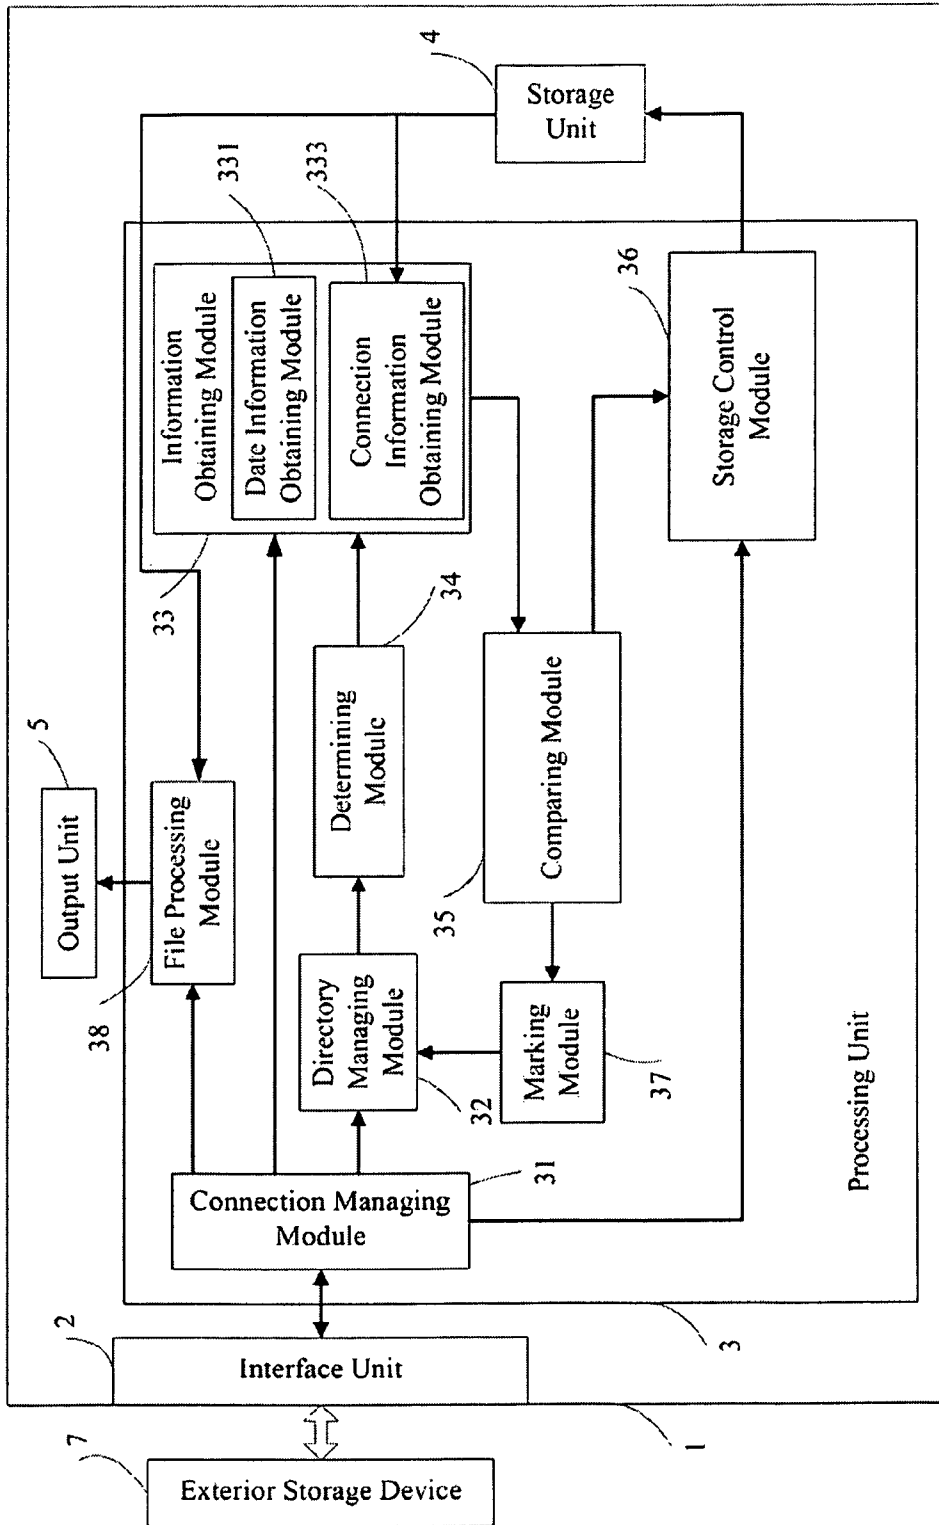 5
Output Unit
4
Storage
Unit
File Processing
Module
38
33
Information
Obtaining Module
331
Date Information
Obtaining Module
333
Connection
Information
Obtaining Module
34
Determining
Module
Directory
Managing
Module
32
35
Comparing Module
36
Storage Control
Module
Marking
Module
37
31
Connection Managing
Module
Processing Unit
3
2
Interface Unit
1
7
Exterior Storage Device